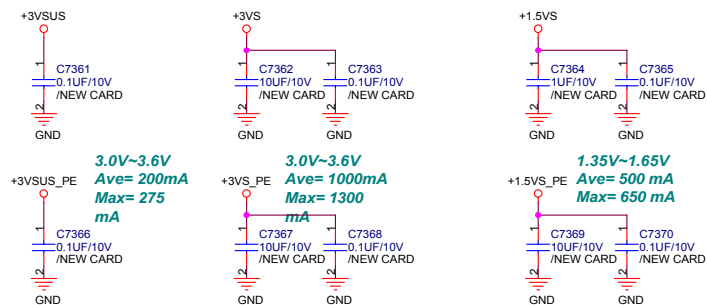 +3VSUS
+3VS
+1.5VS
1
C7361
0.1UF/10V
/NEW CARD
2
GND
1
C7362
10UF/10V
/NEW CARD
2
GND
1
C7363
0.1UF/10V
/NEW CARD
2
GND
1
C7364
1UF/10V
/NEW CARD
2
GND
1
C7365
0.1UF/10V
/NEW CARD
2
GND
3.0V~3.6V
Ave= 200mA
Max= 275
mA
3.0V~3.6V
Ave= 1000mA
Max= 1300
mA
1.35V~1.65V
Ave= 500 mA
Max= 650 mA
+3VSUS_PE
+3VS_PE
+1.5VS_PE
1
C7366
0.1UF/10V
/NEW CARD
2
GND
1
C7367
10UF/10V
/NEW CARD
2
GND
1
C7368
0.1UF/10V
/NEW CARD
2
GND
1
C7369
10UF/10V
/NEW CARD
2
GND
1
C7370
0.1UF/10V
/NEW CARD
2
GND